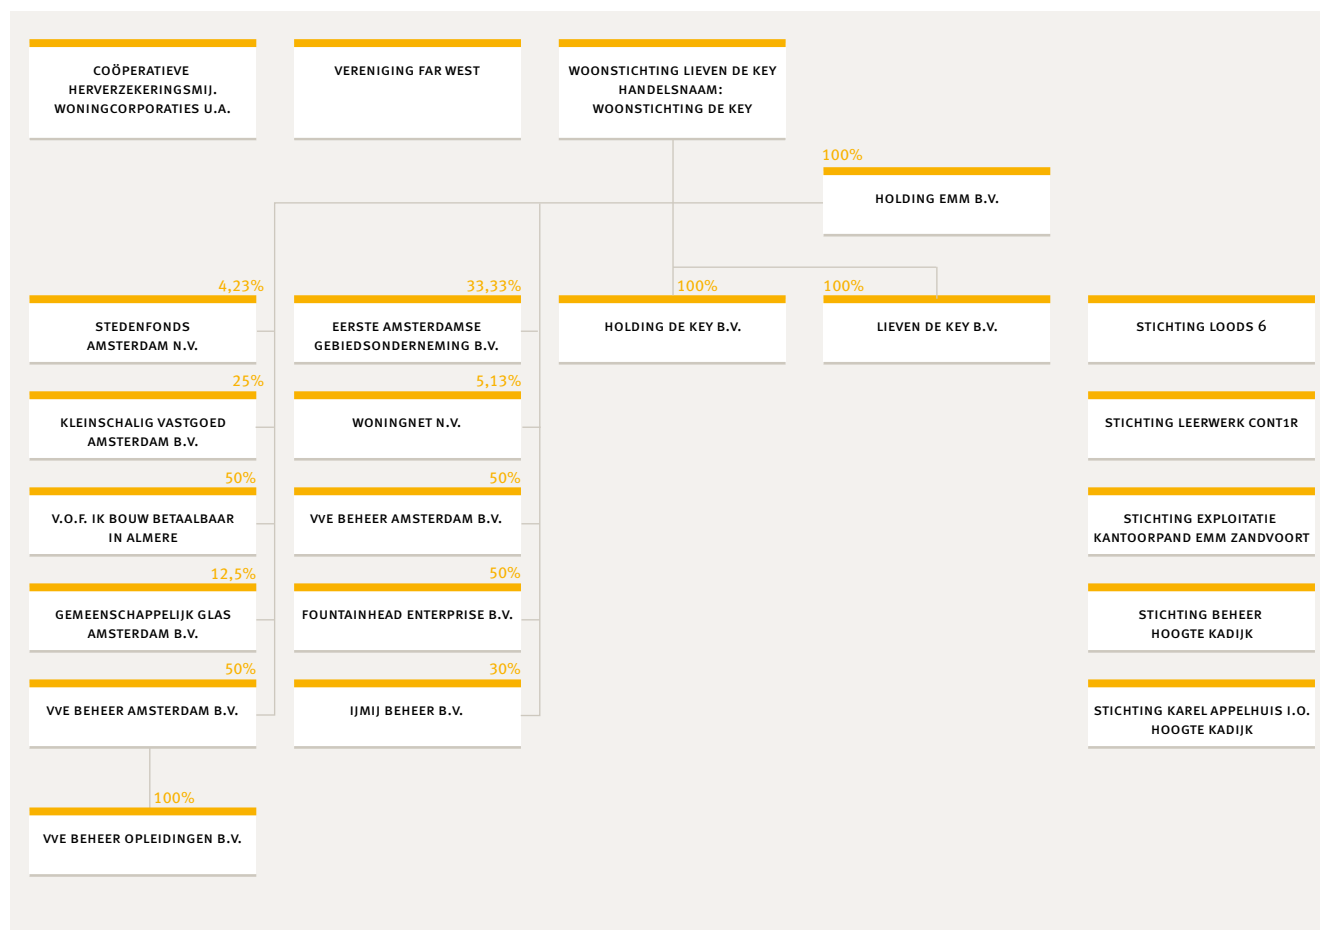 COÖPERATIEVE
HERVERZEKERINGSMIJ.
WONINGCORPORATIES U.A.
VERENIGING FAR WEST
WOONSTICHTING LIEVEN DE KEY
HANDELSNAAM:
WOONSTICHTING DE KEY
100%
HOLDING EMM B.V.
4,23%
STEDENFONDS
AMSTERDAM N.V.
33,33%
EERSTE AMSTERDAMSE
GEBIEDSONDERNEMING B.V.
100%
HOLDING DE KEY B.V.
100%
LIEVEN DE KEY B.V.
STICHTING LOODS 6
25%
KLEINSCHALIG VASTGOED
AMSTERDAM B.V.
5,13%
WONINGNET N.V.
STICHTING LEERWERK CONT1R
50%
V.O.F. IK BOUW BETAALBAAR
IN ALMERE
50%
VVE BEHEER AMSTERDAM B.V.
STICHTING EXPLOITATIE
KANTOORPAND EMM ZANDVOORT
12,5%
GEMEENSCHAPPELIJK GLAS
AMSTERDAM B.V.
50%
FOUNTAINHEAD ENTERPRISE B.V.
STICHTING BEHEER
HOOGTE KADIJK
50%
VVE BEHEER AMSTERDAM B.V.
30%
IJMIJ BEHEER B.V.
STICHTING KAREL APPELHUIS I.O.
HOOGTE KADIJK
100%
VVE BEHEER OPLEIDINGEN B.V.